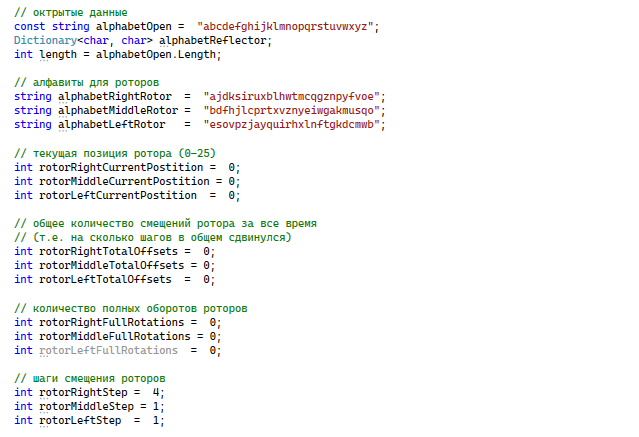 // октрытые данные
const string alphabetOpen = "abcdefghijklmnopqrstuvwxyz";
Dictionary<char, char> alphabetReflector;
int length = alphabetOpen.Length;
// алфавиты для роторов
string alphabetRightRotor = "ajdksiruxblhwtmcqgznpyfvoe";
string alphabetMiddleRotor = "bdfhjlcprtxvznyeiwgakmusqo";
string alphabetLeftRotor = "esovpzjayquirhxlnftgkdcmwb";
// текущая позиция ротора (0-25)
int rotorRightCurrentPostition = 0;
int rotorMiddleCurrentPostition = 0;
int rotorLeftCurrentPostition = 0;
// общее количество смещений ротора за все время
// (т.е. на сколько шагов в общем сдвинулся)
int rotorRightTotalOffsets = 0;
int rotorMiddleTotalOffsets = 0;
int rotorLeftTotalOffsets = 0;
// количество полных оборотов роторов
int rotorRightFullRotations = 0;
int rotorMiddleFullRotations = 0;
int rotorLeftFullRotations = 0;
// шаги смещения роторов
int rotorRightStep = 4;
int rotorMiddleStep = 1;
int rotorLeftStep = 1;